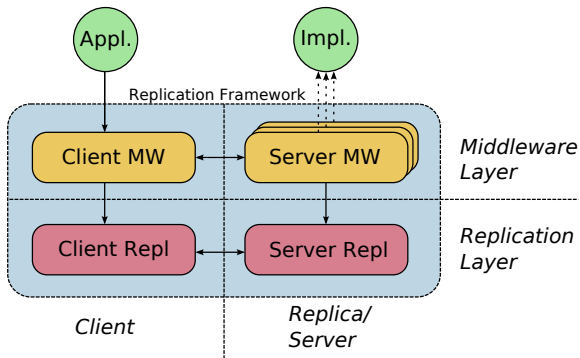 Appl.
Impl.
Replication Framework
Client MW
Server MW
Middleware
Layer
Client Repl
Server Repl
Replication
Layer
Client
Replica/
Server